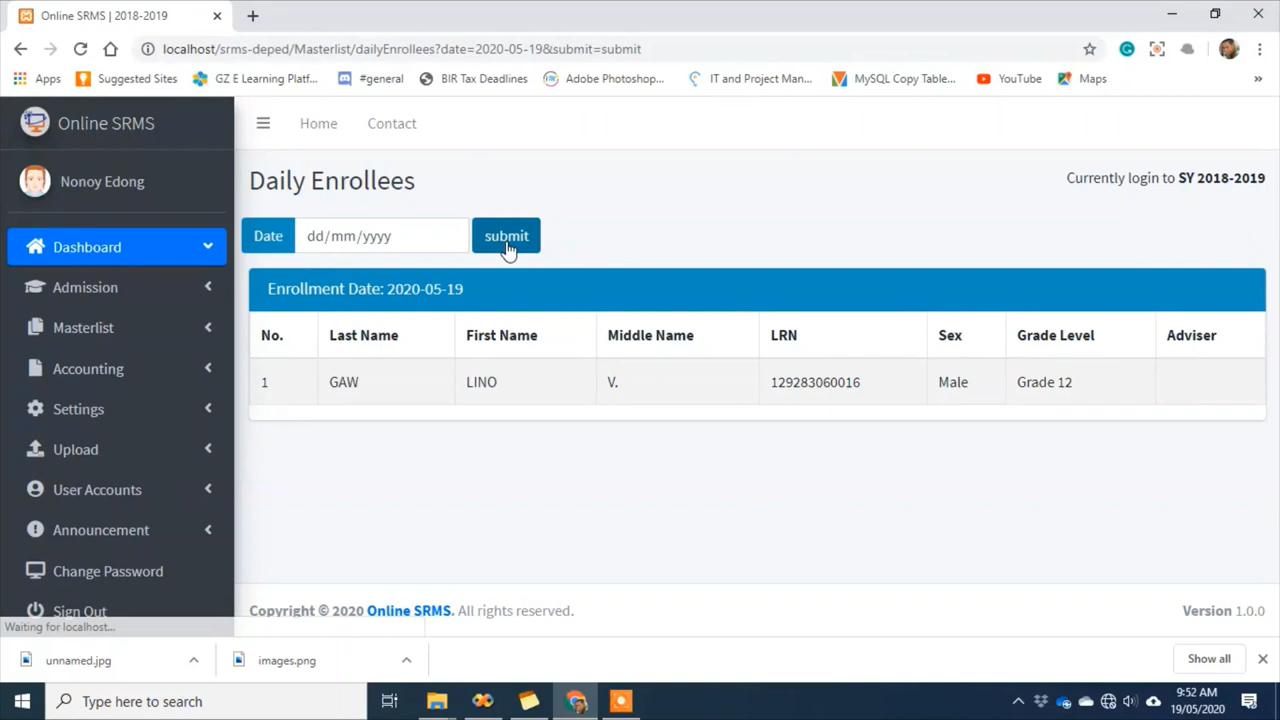 Online SRMS | 2018-2019
localhost/srms-deped/Masterlist/dailyEnrollees?date=2020-05-19&submit=submit
Apps Suggested Sites GZ E Learning Platf... #general BIR Tax Deadlines Adobe Photoshop... IT and Project Man... MySQL Copy Table... YouTube Maps »
Online SRMS Home Contact
Nonoy Edong Daily Enrollees Currently login to SY 2018-2019
Date dd/mm/yyyy submit
Dashboard
Admission Enrollment Date: 2020-05-19
Masterlist No. Last Name First Name Middle Name LRN Sex Grade Level Adviser
Accounting 1 GAW LINO V. 129283060016 Male Grade 12
Settings
Upload
User Accounts
Announcement
Change Password
Sign Out Copyright © 2020 Online SRMS. All rights reserved. Version 1.0.0
Waiting for localhost...
unnamed.jpg images.png Show all
Type here to search 9:52 AM
19/05/2020